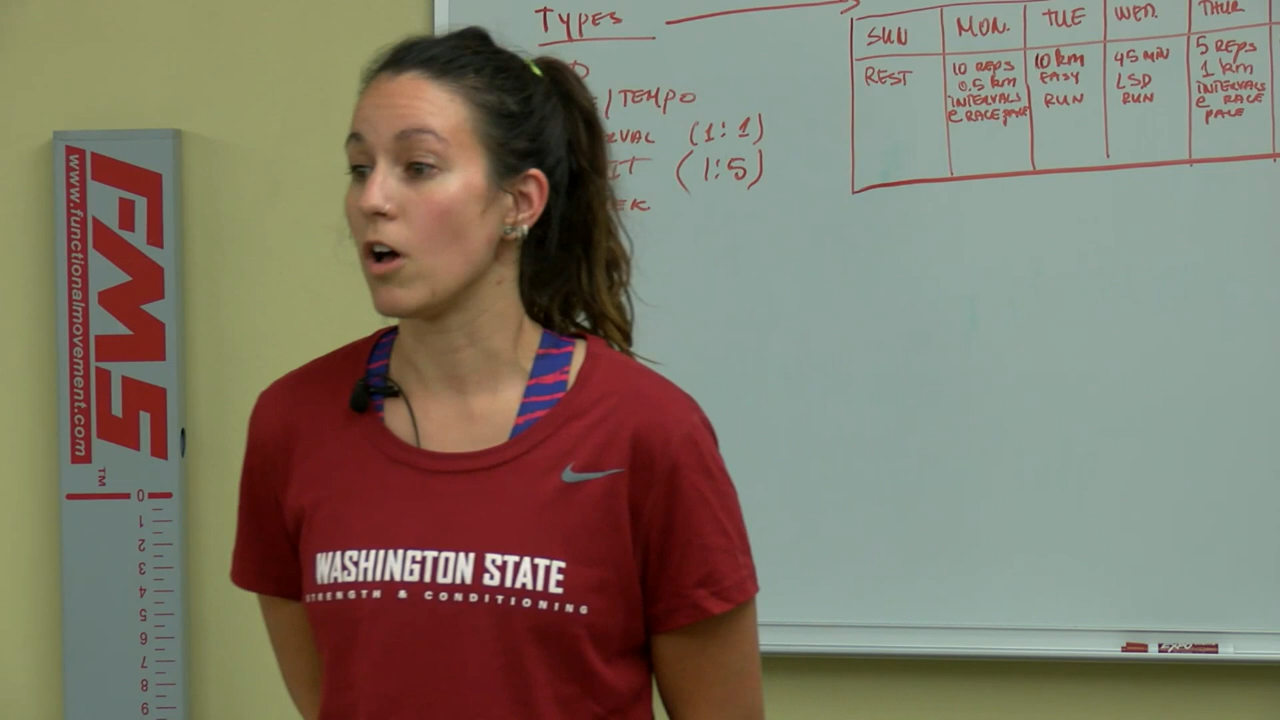 TYPES
/TEMPO
(1:1)
(1:5)
SUN
MON.
TUE
WED.
THUR
REST
10 REPS
0.5 km
INTERVALS
@ RACE PACE
10 km
EASY
RUN
45 MIN
LSD
RUN
5 REPS
1 km
INTERVALS
@ RACE
PACE
FMS
www.functionalmovement.com
TM
0
1
2
3
4
5
6
7
8
9
WASHINGTON STATE
STRENGTH & CONDITIONING
EXPO